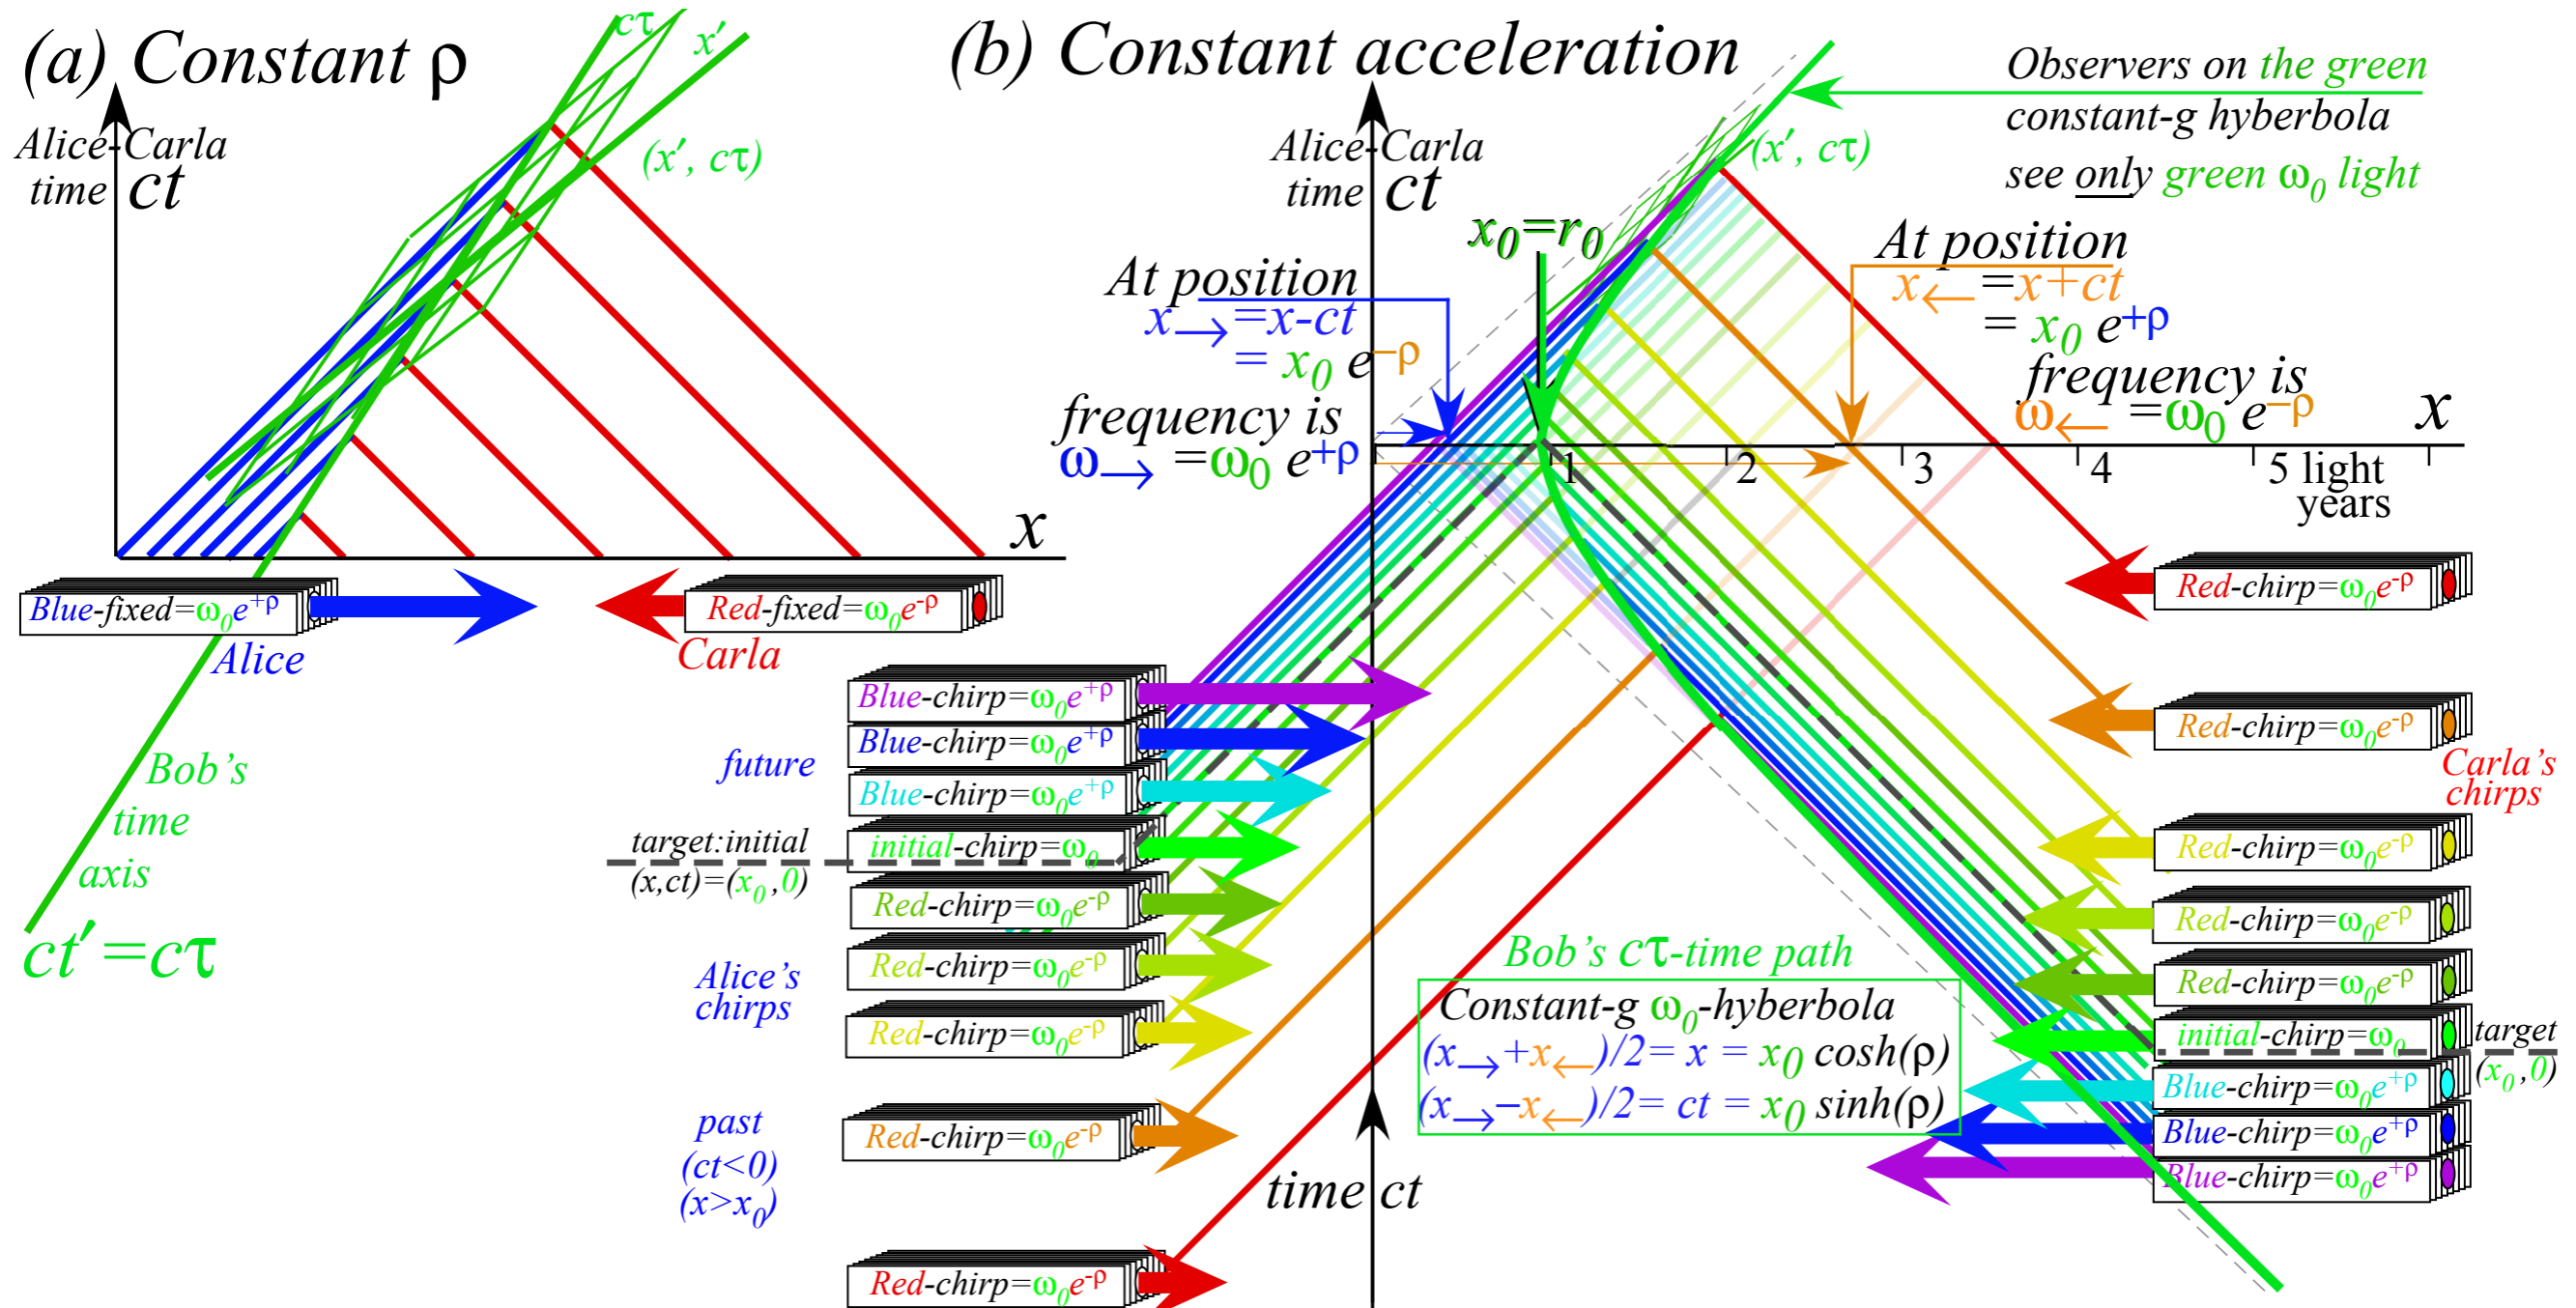 (a) Constant ρ
cτ
x′
Alice-Carla
time ct
(x′, cτ)
x
Blue-fixed=ω0e+ρ
Red-fixed=ω0e-ρ
Alice
Carla
Bob's
time
axis
ct′=cτ
(b) Constant acceleration
Observers on the green
constant-g hyberbola
see only green ω0 light
Alice-Carla
time ct
(x′, cτ)
x0=r0
At position
x→=x-ct
= x0 e−ρ
frequency is
ω→ =ω0 e+ρ
At position
x← =x+ct
= x0 e+ρ
frequency is
ω← =ω0 e−ρ
x
1
2
3
4
5 light
years
Blue-chirp=ω0e+ρ
Blue-chirp=ω0e+ρ
future
Blue-chirp=ω0e+ρ
target:initial
initial-chirp=ω0
(x,ct)=(x0,0)
Red-chirp=ω0e-ρ
Alice's
chirps
Red-chirp=ω0e-ρ
Red-chirp=ω0e-ρ
past
(ct<0)
(x>x0)
Red-chirp=ω0e-ρ
Red-chirp=ω0e-ρ
Bob's cτ-time path
Constant-g ω0-hyberbola
(x→+x←)/2= x = x0 cosh(ρ)
(x→−x←)/2= ct = x0 sinh(ρ)
time ct
Red-chirp=ω0e-ρ
Red-chirp=ω0e-ρ
Carla's
chirps
Red-chirp=ω0e-ρ
Red-chirp=ω0e-ρ
Red-chirp=ω0e-ρ
initial-chirp=ω0
target
(x0,0)
Blue-chirp=ω0e+ρ
Blue-chirp=ω0e+ρ
Blue-chirp=ω0e+ρ